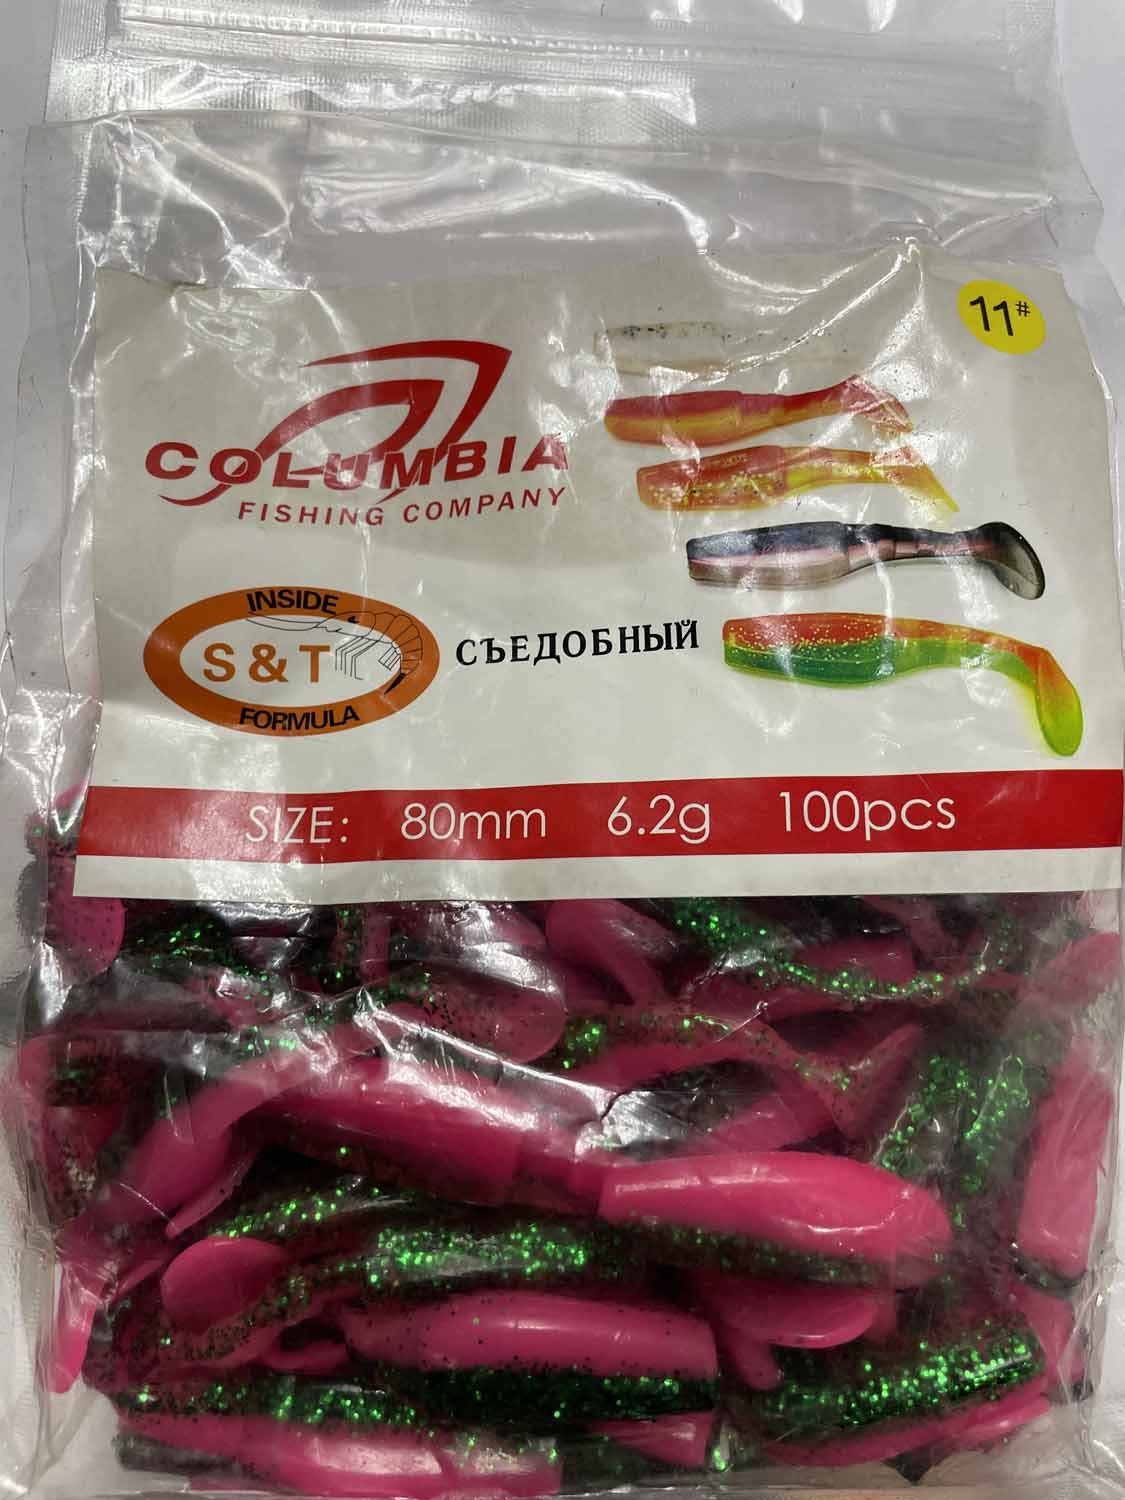 11#
COLUMBIA
FISHING COMPANY
INSIDE
S & T
FORMULA
СЪЕДОБНЫЙ
SIZE: 80mm 6.2g 100pcs